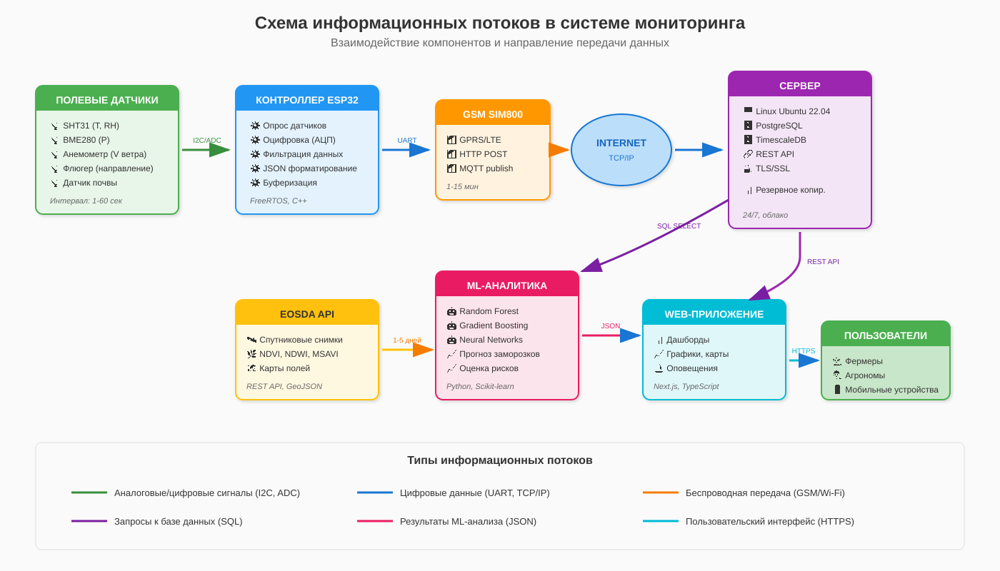 Схема информационных потоков в системе мониторинга
Взаимодействие компонентов и направление передачи данных
ПОЛЕВЫЕ ДАТЧИКИ
SHT31 (T, RH)
BME280 (P)
Анемометр (V ветра)
Флюгер (направление)
Датчик почвы
Интервал: 1-60 сек
I2C/ADC
КОНТРОЛЛЕР ESP32
Опрос датчиков
Оцифровка (АЦП)
Фильтрация данных
JSON форматирование
Буферизация
FreeRTOS, C++
UART
GSM SIM800
GPRS/LTE
HTTP POST
MQTT publish
1-15 мин
INTERNET
TCP/IP
СЕРВЕР
Linux Ubuntu 22.04
PostgreSQL
TimescaleDB
REST API
TLS/SSL
Резервное копир.
24/7, облако
SQL SELECT
REST API
EOSDA API
Спутниковые снимки
NDVI, NDWI, MSAVI
Карты полей
REST API, GeoJSON
1-5 дней
ML-АНАЛИТИКА
Random Forest
Gradient Boosting
Neural Networks
Прогноз заморозков
Оценка рисков
Python, Scikit-learn
JSON
WEB-ПРИЛОЖЕНИЕ
Дашборды
Графики, карты
Оповещения
Next.js, TypeScript
HTTPS
ПОЛЬЗОВАТЕЛИ
Фермеры
Агрономы
Мобильные устройства
Типы информационных потоков
Аналоговые/цифровые сигналы (I2C, ADC)
Цифровые данные (UART, TCP/IP)
Беспроводная передача (GSM/Wi-Fi)
Запросы к базе данных (SQL)
Результаты ML-анализа (JSON)
Пользовательский интерфейс (HTTPS)